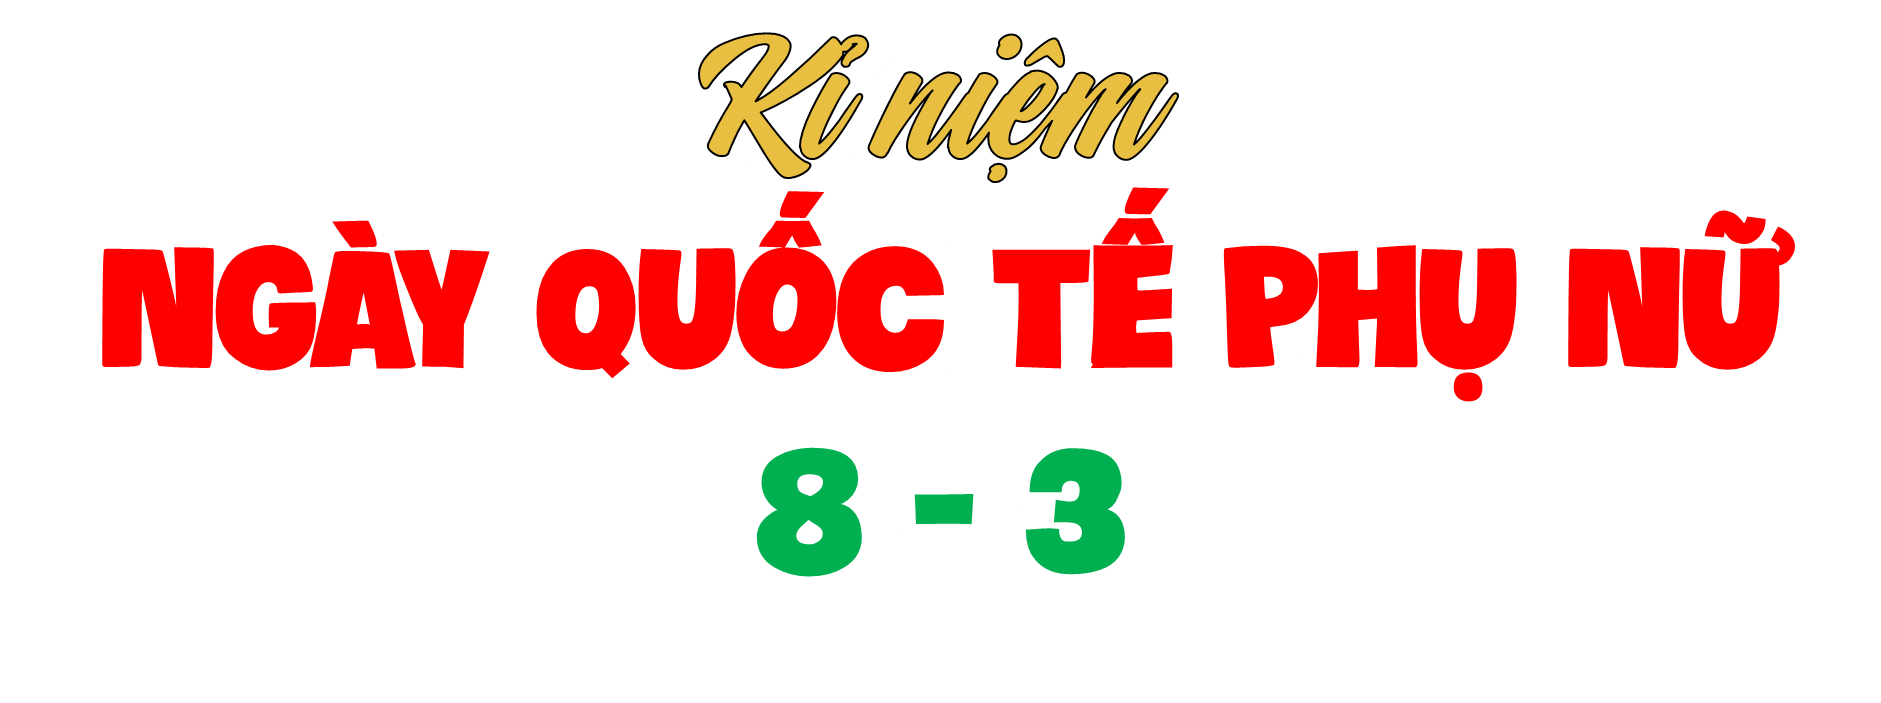 Kỉ niệm
NGÀY QUỐC TẾ PHỤ NỮ
8 - 3